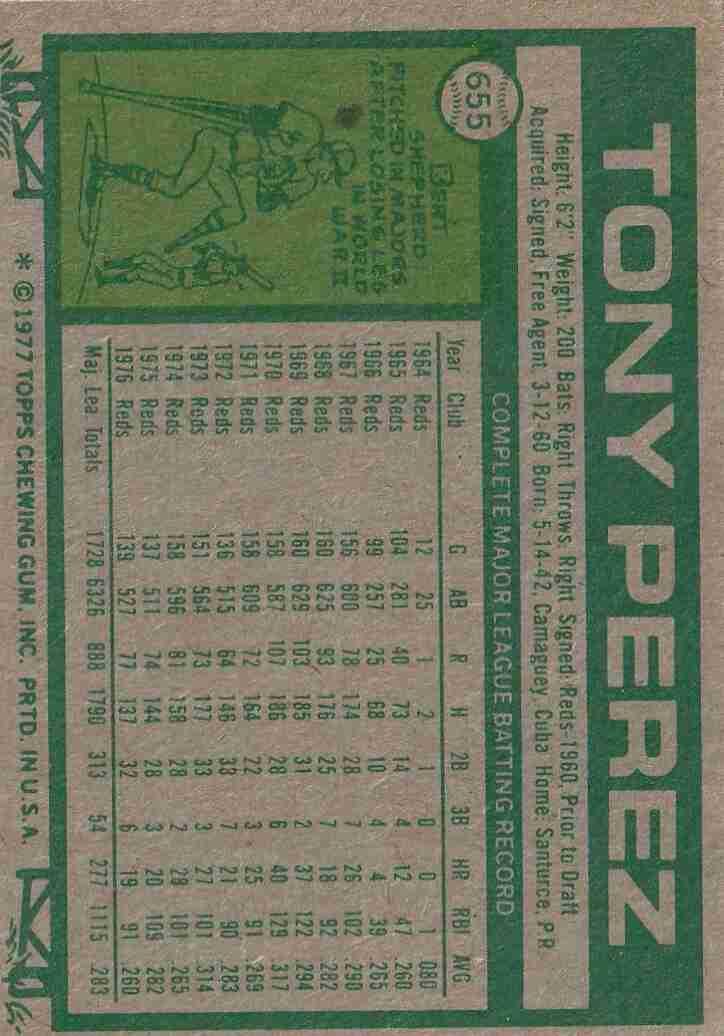 655
TONY PEREZ
Height: 6'2" Weight: 200 Bats: Right Throws: Right Signed: Reds-1960, Prior to Draft
Acquired: Signed, Free Agent 3-12-60 Born: 5-14-42, Camaguey, Cuba Home: Santurce, P.R.
BERT
SHEPHERD
PITCHED IN MAJORS
AFTER LOSING LEG
IN WORLD
WAR II
COMPLETE MAJOR LEAGUE BATTING RECORD
Year Club G AB R H 2B 3B HR RBI AVG
1964 Reds 12 25 1 2 1 0 0 1 .080
1965 Reds 104 281 40 73 14 4 12 47 .260
1966 Reds 99 257 25 68 10 4 4 39 .265
1967 Reds 156 600 78 174 28 7 26 102 .290
1968 Reds 160 625 93 176 25 7 18 92 .282
1969 Reds 160 629 103 185 31 2 37 122 .294
1970 Reds 158 587 107 186 28 6 40 129 .317
1971 Reds 158 609 72 164 22 3 25 91 .269
1972 Reds 136 515 64 146 33 7 21 90 .283
1973 Reds 151 564 73 177 33 3 27 101 .314
1974 Reds 158 596 81 158 28 2 28 101 .265
1975 Reds 137 511 74 144 28 3 20 109 .282
1976 Reds 139 527 77 137 32 6 19 91 .260
Maj. Lea. Totals 1728 6326 888 1790 313 54 277 1115 .283
* © 1977 TOPPS CHEWING GUM, INC. PRTD. IN U.S.A.